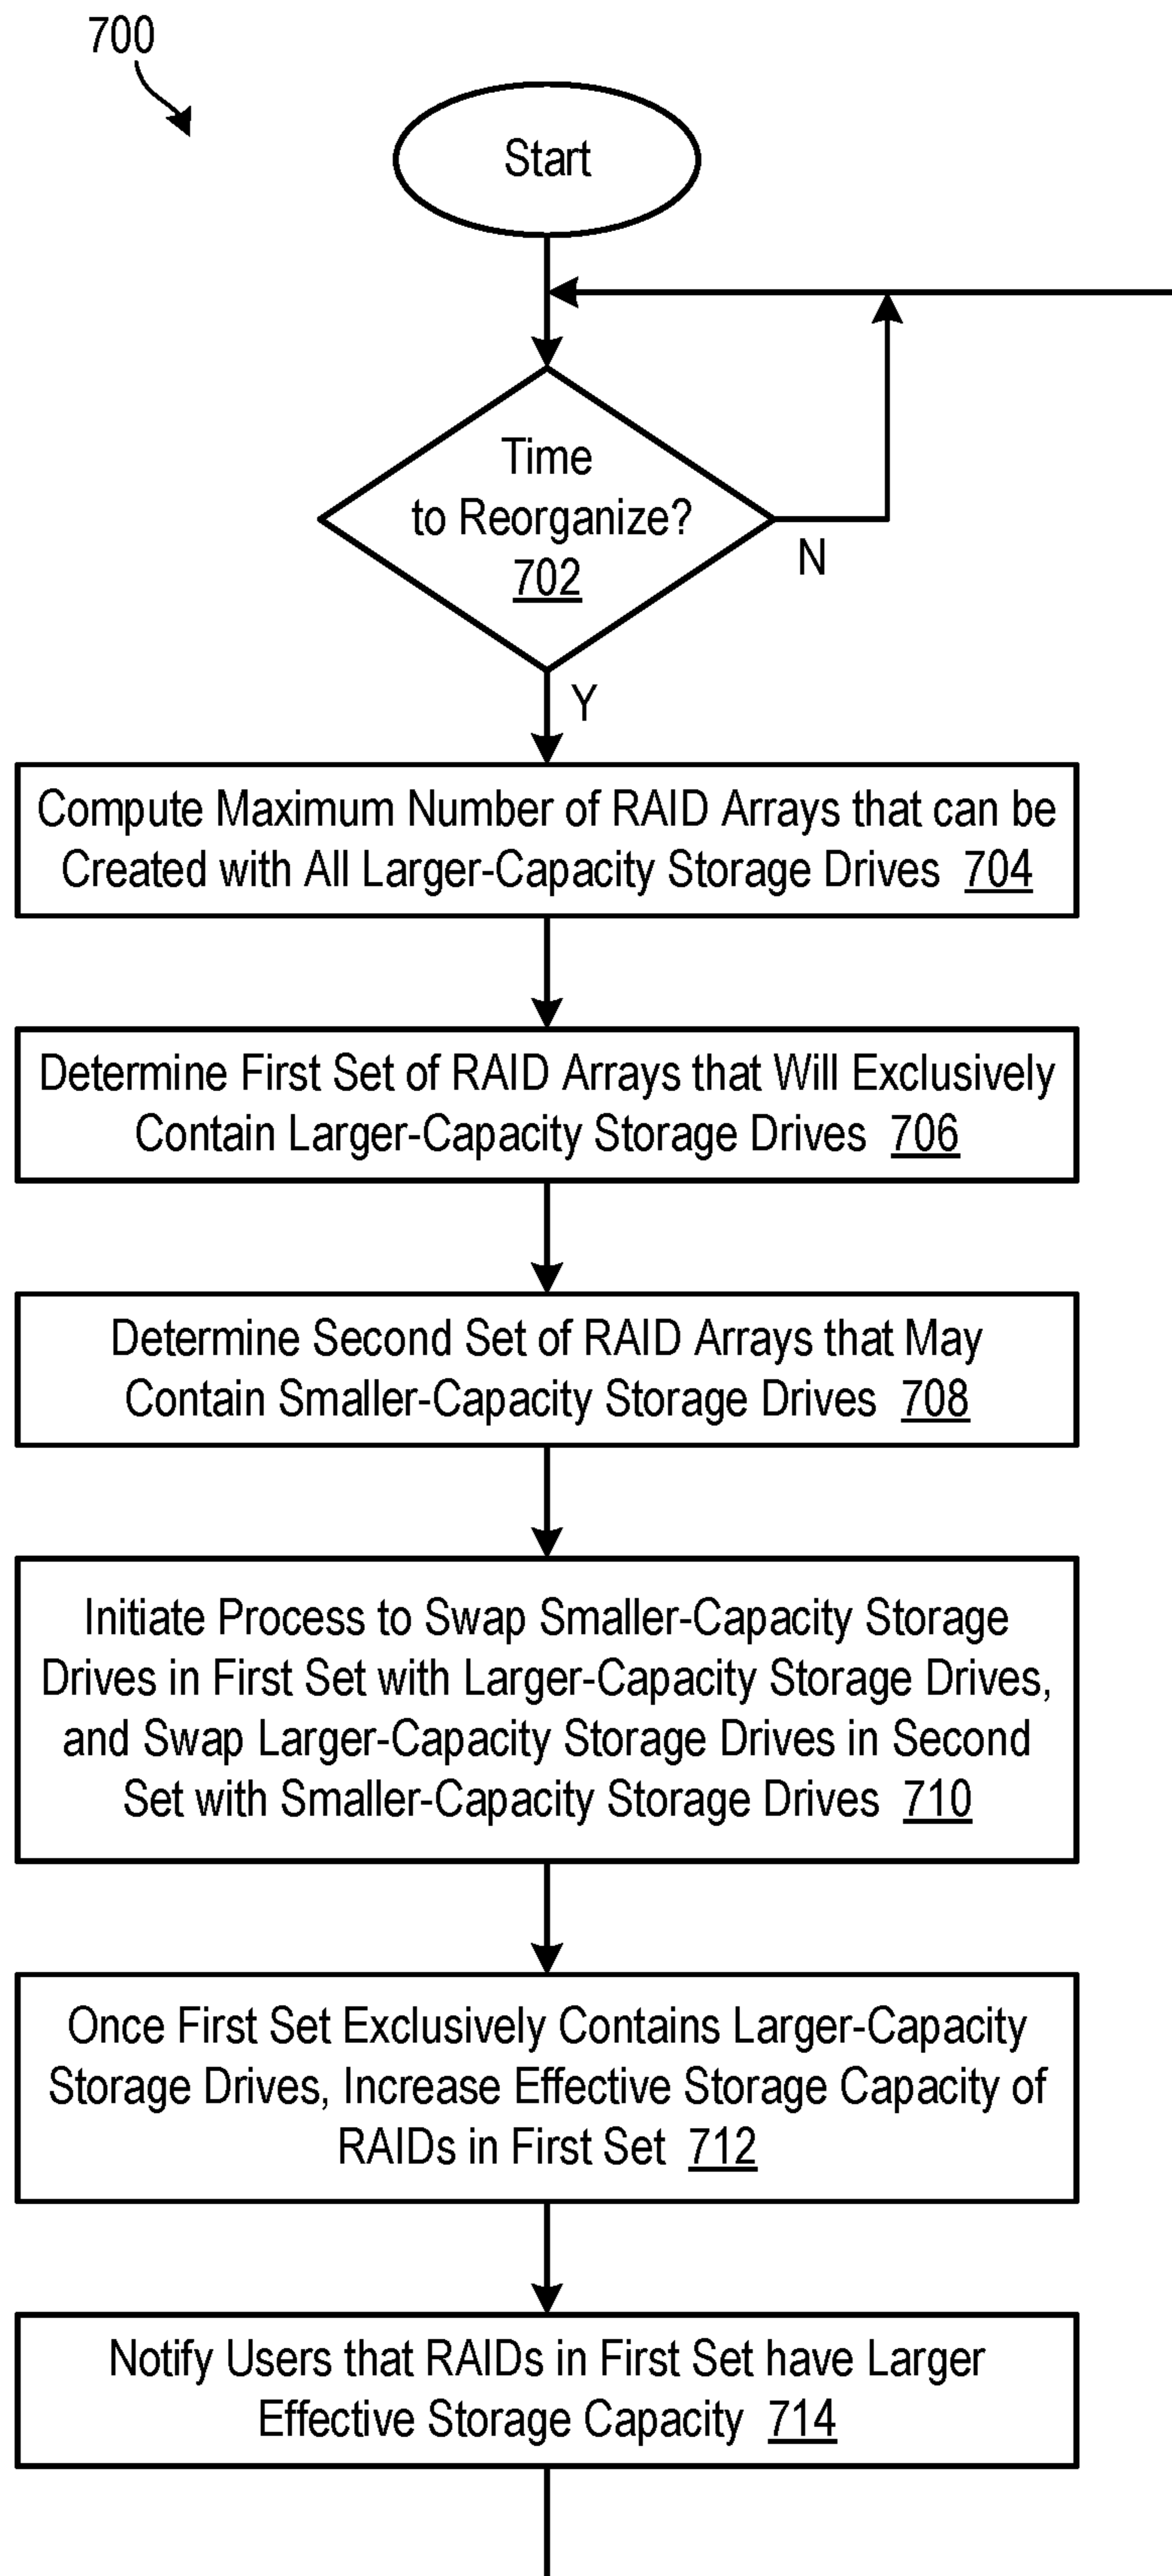 700
Start
Time
to Reorganize?
702
N
Y
Compute Maximum Number of RAID Arrays that can be
Created with All Larger-Capacity Storage Drives 704
Determine First Set of RAID Arrays that Will Exclusively
Contain Larger-Capacity Storage Drives 706
Determine Second Set of RAID Arrays that May
Contain Smaller-Capacity Storage Drives 708
Initiate Process to Swap Smaller-Capacity Storage
Drives in First Set with Larger-Capacity Storage Drives,
and Swap Larger-Capacity Storage Drives in Second
Set with Smaller-Capacity Storage Drives 710
Once First Set Exclusively Contains Larger-Capacity
Storage Drives, Increase Effective Storage Capacity of
RAIDs in First Set 712
Notify Users that RAIDs in First Set have Larger
Effective Storage Capacity 714